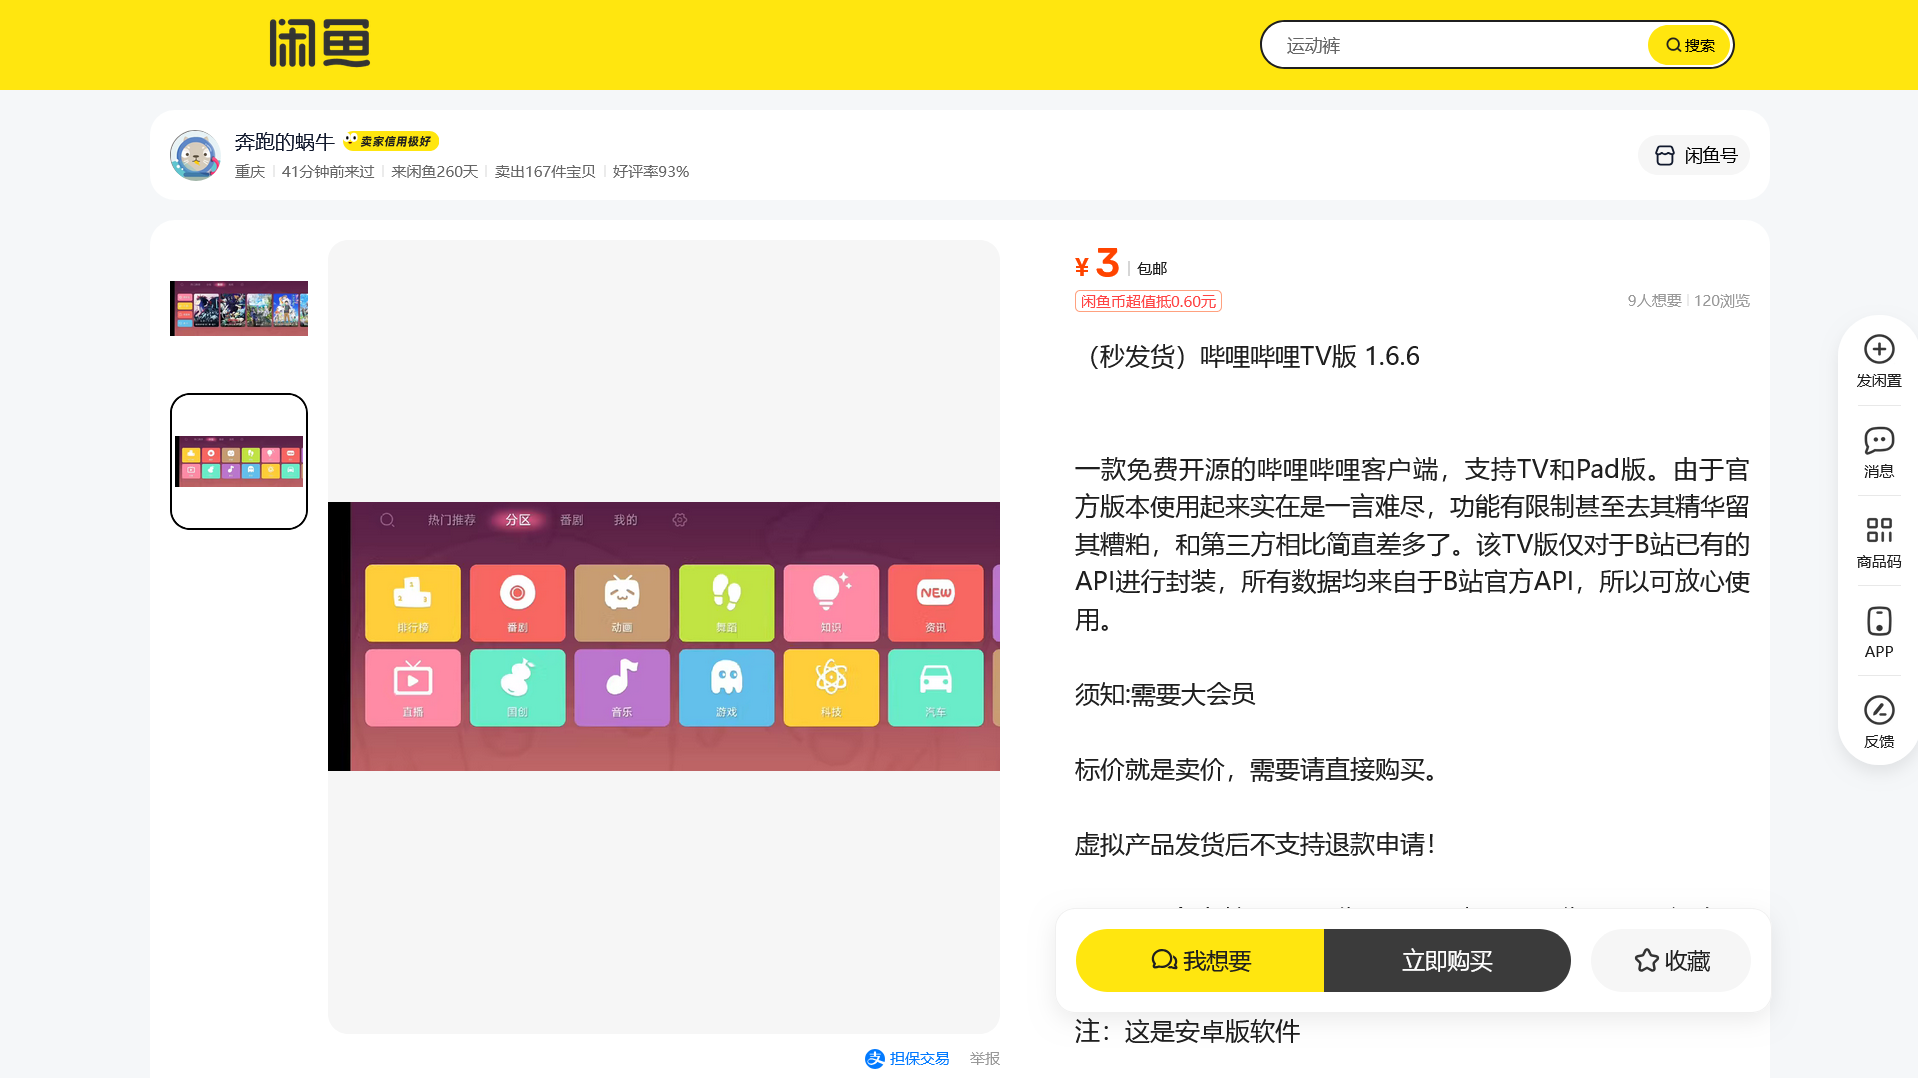 闲鱼
运动裤
搜索
奔跑的蜗牛
卖家信用极好
重庆 41分钟前来过 来闲鱼260天 卖出167件宝贝 好评率93%
闲鱼号
¥3 包邮
闲鱼币超值抵0.60元
9人想要 120浏览
（秒发货）哔哩哔哩TV版 1.6.6
一款免费开源的哔哩哔哩客户端，支持TV和Pad版。由于官
方版本使用起来实在是一言难尽，功能有限制甚至去其精华留
其糟粕，和第三方相比简直差多了。该TV版仅对于B站已有的
API进行封装，所有数据均来自于B站官方API，所以可放心使
用。
须知:需要大会员
标价就是卖价，需要请直接购买。
虚拟产品发货后不支持退款申请！
我想要
立即购买
收藏
注：这是安卓版软件
热门推荐 分区 番剧 我的
排行榜 番剧 动画 舞蹈 知识 NEW 资讯
直播 国创 音乐 游戏 科技 汽车
担保交易
举报
发闲置
消息
商品码
APP
反馈